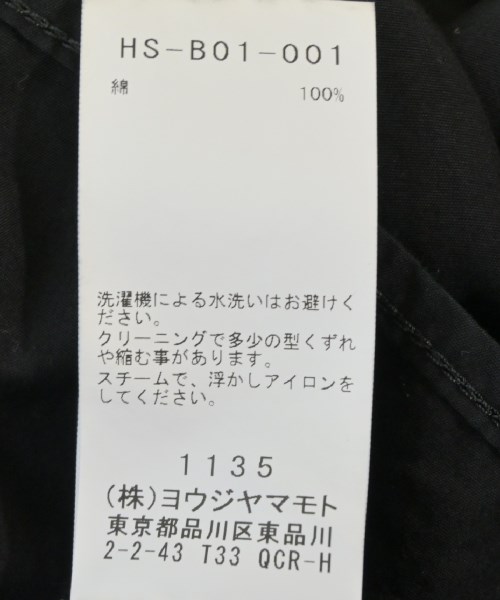 HS-B01-001
綿 100%
洗濯機による水洗いはお避けく
ださい。
クリーニングで多少の型くずれ
や縮む事があります。
スチームで、浮かしアイロンを
してください。
1135
(株)ヨウジヤマモト
東京都品川区東品川
2-2-43 T33 QCR-H